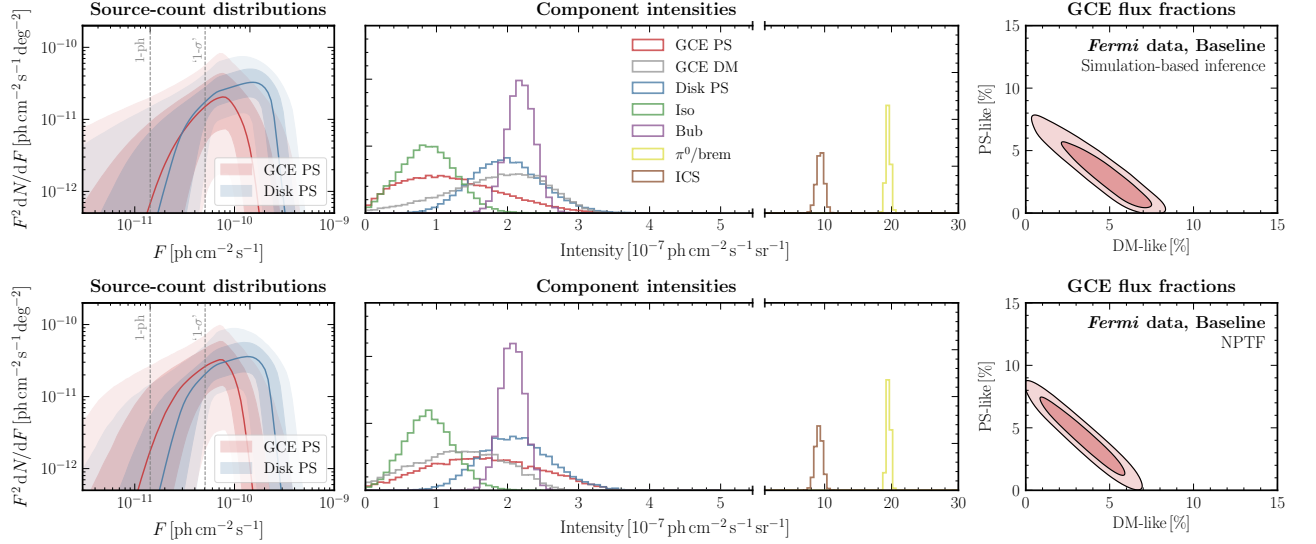 Source-count distributions
10⁻¹⁰
10⁻¹¹
10⁻¹²
F² dN/dF [ph cm⁻² s⁻¹ deg⁻²]
1-ph
'1-σ'
GCE PS
Disk PS
10⁻¹¹
10⁻¹⁰
10⁻⁹
F [ph cm⁻² s⁻¹]
Component intensities
GCE PS
GCE DM
Disk PS
Iso
Bub
π⁰/brem
ICS
0 1 2 3 4 5
10 20 30
Intensity [10⁻⁷ ph cm⁻² s⁻¹ sr⁻¹]
GCE flux fractions
Fermi data, Baseline
Simulation-based inference
15
10
5
0
PS-like [%]
0 5 10 15
DM-like [%]
Source-count distributions
10⁻¹⁰
10⁻¹¹
10⁻¹²
F² dN/dF [ph cm⁻² s⁻¹ deg⁻²]
1-ph
'1-σ'
GCE PS
Disk PS
10⁻¹¹
10⁻¹⁰
10⁻⁹
F [ph cm⁻² s⁻¹]
Component intensities
0 1 2 3 4 5
10 20 30
Intensity [10⁻⁷ ph cm⁻² s⁻¹ sr⁻¹]
GCE flux fractions
Fermi data, Baseline
NPTF
15
10
5
0
PS-like [%]
0 5 10 15
DM-like [%]